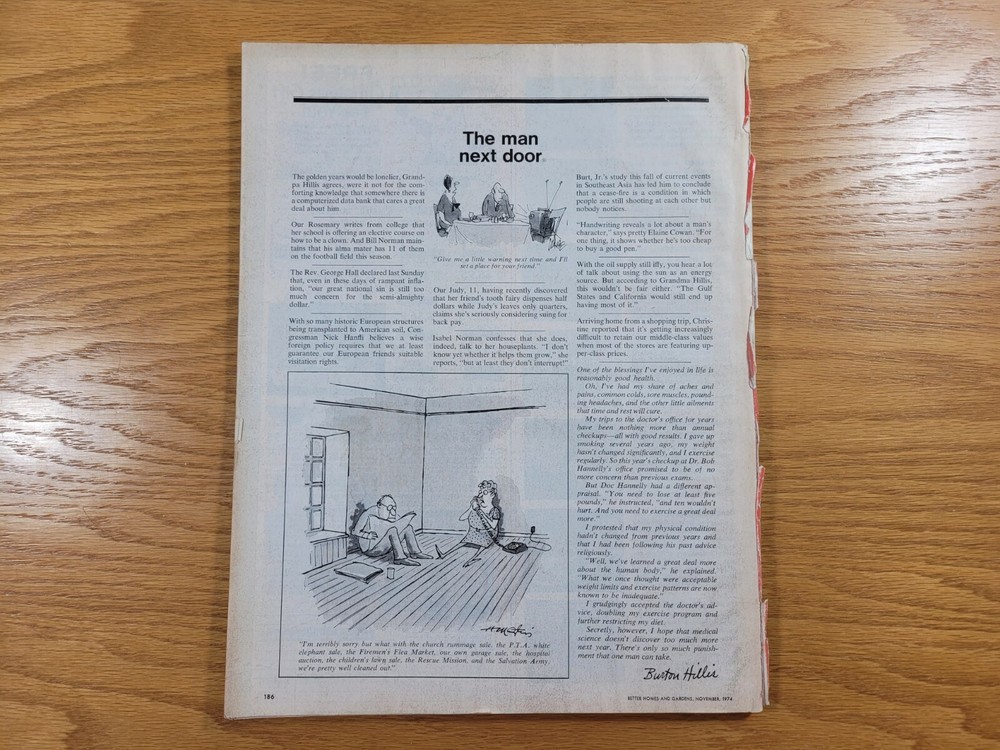 The man
next door
The golden years would be lonelier, Grand-
pa Hillis agrees, were it not for the com-
forting knowledge that somewhere there is
a computerized data bank that cares a great
deal about him.
Our Rosemary writes from college that
her school is offering an elective course on
how to be a clown. And Bill Norman main-
tains that his alma mater has 11 of them
on the football field this season.
The Rev. George Hall declared last Sunday
that, even in these days of rampant infla-
tion, "our great national sin is still too
much concern for the semi-almighty
dollar."
With so many historic European structures
being transplanted to American soil, Con-
gressman Nick Hanfi believes a wise
foreign policy requires that we at least
guarantee our European friends suitable
visitation rights.
"Give me a little warning next time and I'll
set a place for your friend."
Our Judy, 11, having recently discovered
that her friend's tooth fairy dispenses half
dollars while Judy's leaves only quarters,
claims she's seriously considering suing for
back pay.
Isabel Norman confesses that she does,
indeed, talk to her houseplants. "I don't
know yet whether it helps them grow," she
reports, "but at least they don't interrupt!"
Burt, Jr.'s study this fall of current events
in Southeast Asia has led him to conclude
that a cease-fire is a condition in which
people are still shooting at each other but
nobody notices.
"Handwriting reveals a lot about a man's
character," says pretty Elaine Cowan. "For
one thing, it shows whether he's too cheap
to buy a good pen."
With the oil supply still iffy, you hear a lot
of talk about using the sun as an energy
source. But according to Grandma Hillis,
this wouldn't be fair either. "The Gulf
States and California would still end up
having most of it."
Arriving home from a shopping trip, Chris-
tine reported that it's getting increasingly
difficult to retain our middle-class values
when most of the stores are featuring up-
per-class prices.
One of the blessings I've enjoyed in life is
reasonably good health.
Oh, I've had my share of aches and
pains, common colds, sore muscles, pound-
ing headaches, and the other little ailments
that time and rest will cure.
My trips to the doctor's office for years
have been nothing more than annual
checkups—all with good results. I gave up
smoking several years ago, my weight
hasn't changed significantly, and I exercise
regularly. So this year's checkup at Dr. Bob
Hannelly's office promised to be of no
more concern than previous exams.
But Doc Hannelly had a different ap-
praisal. "You need to lose at least five
pounds," he instructed, "and ten wouldn't
hurt. And you need to exercise a great deal
more."
I protested that my physical condition
hadn't changed from previous years and
that I had been following his past advice
religiously.
"Well, we've learned a great deal more
about the human body," he explained.
"What we once thought were acceptable
weight limits and exercise patterns are now
known to be inadequate."
I grudgingly accepted the doctor's ad-
vice, doubling my exercise program and
further restricting my diet.
Secretly, however, I hope that medical
science doesn't discover too much more
next year. There's only so much punish-
ment that one man can take.
Burton Hillis
"I'm terribly sorry but what with the church rummage sale, the P.T.A. white
elephant sale, the Firemen's Flea Market, our own garage sale, the hospital
auction, the children's lawn sale, the Rescue Mission, and the Salvation Army,
we're pretty well cleaned out."
186
BETTER HOMES AND GARDENS, NOVEMBER, 1974